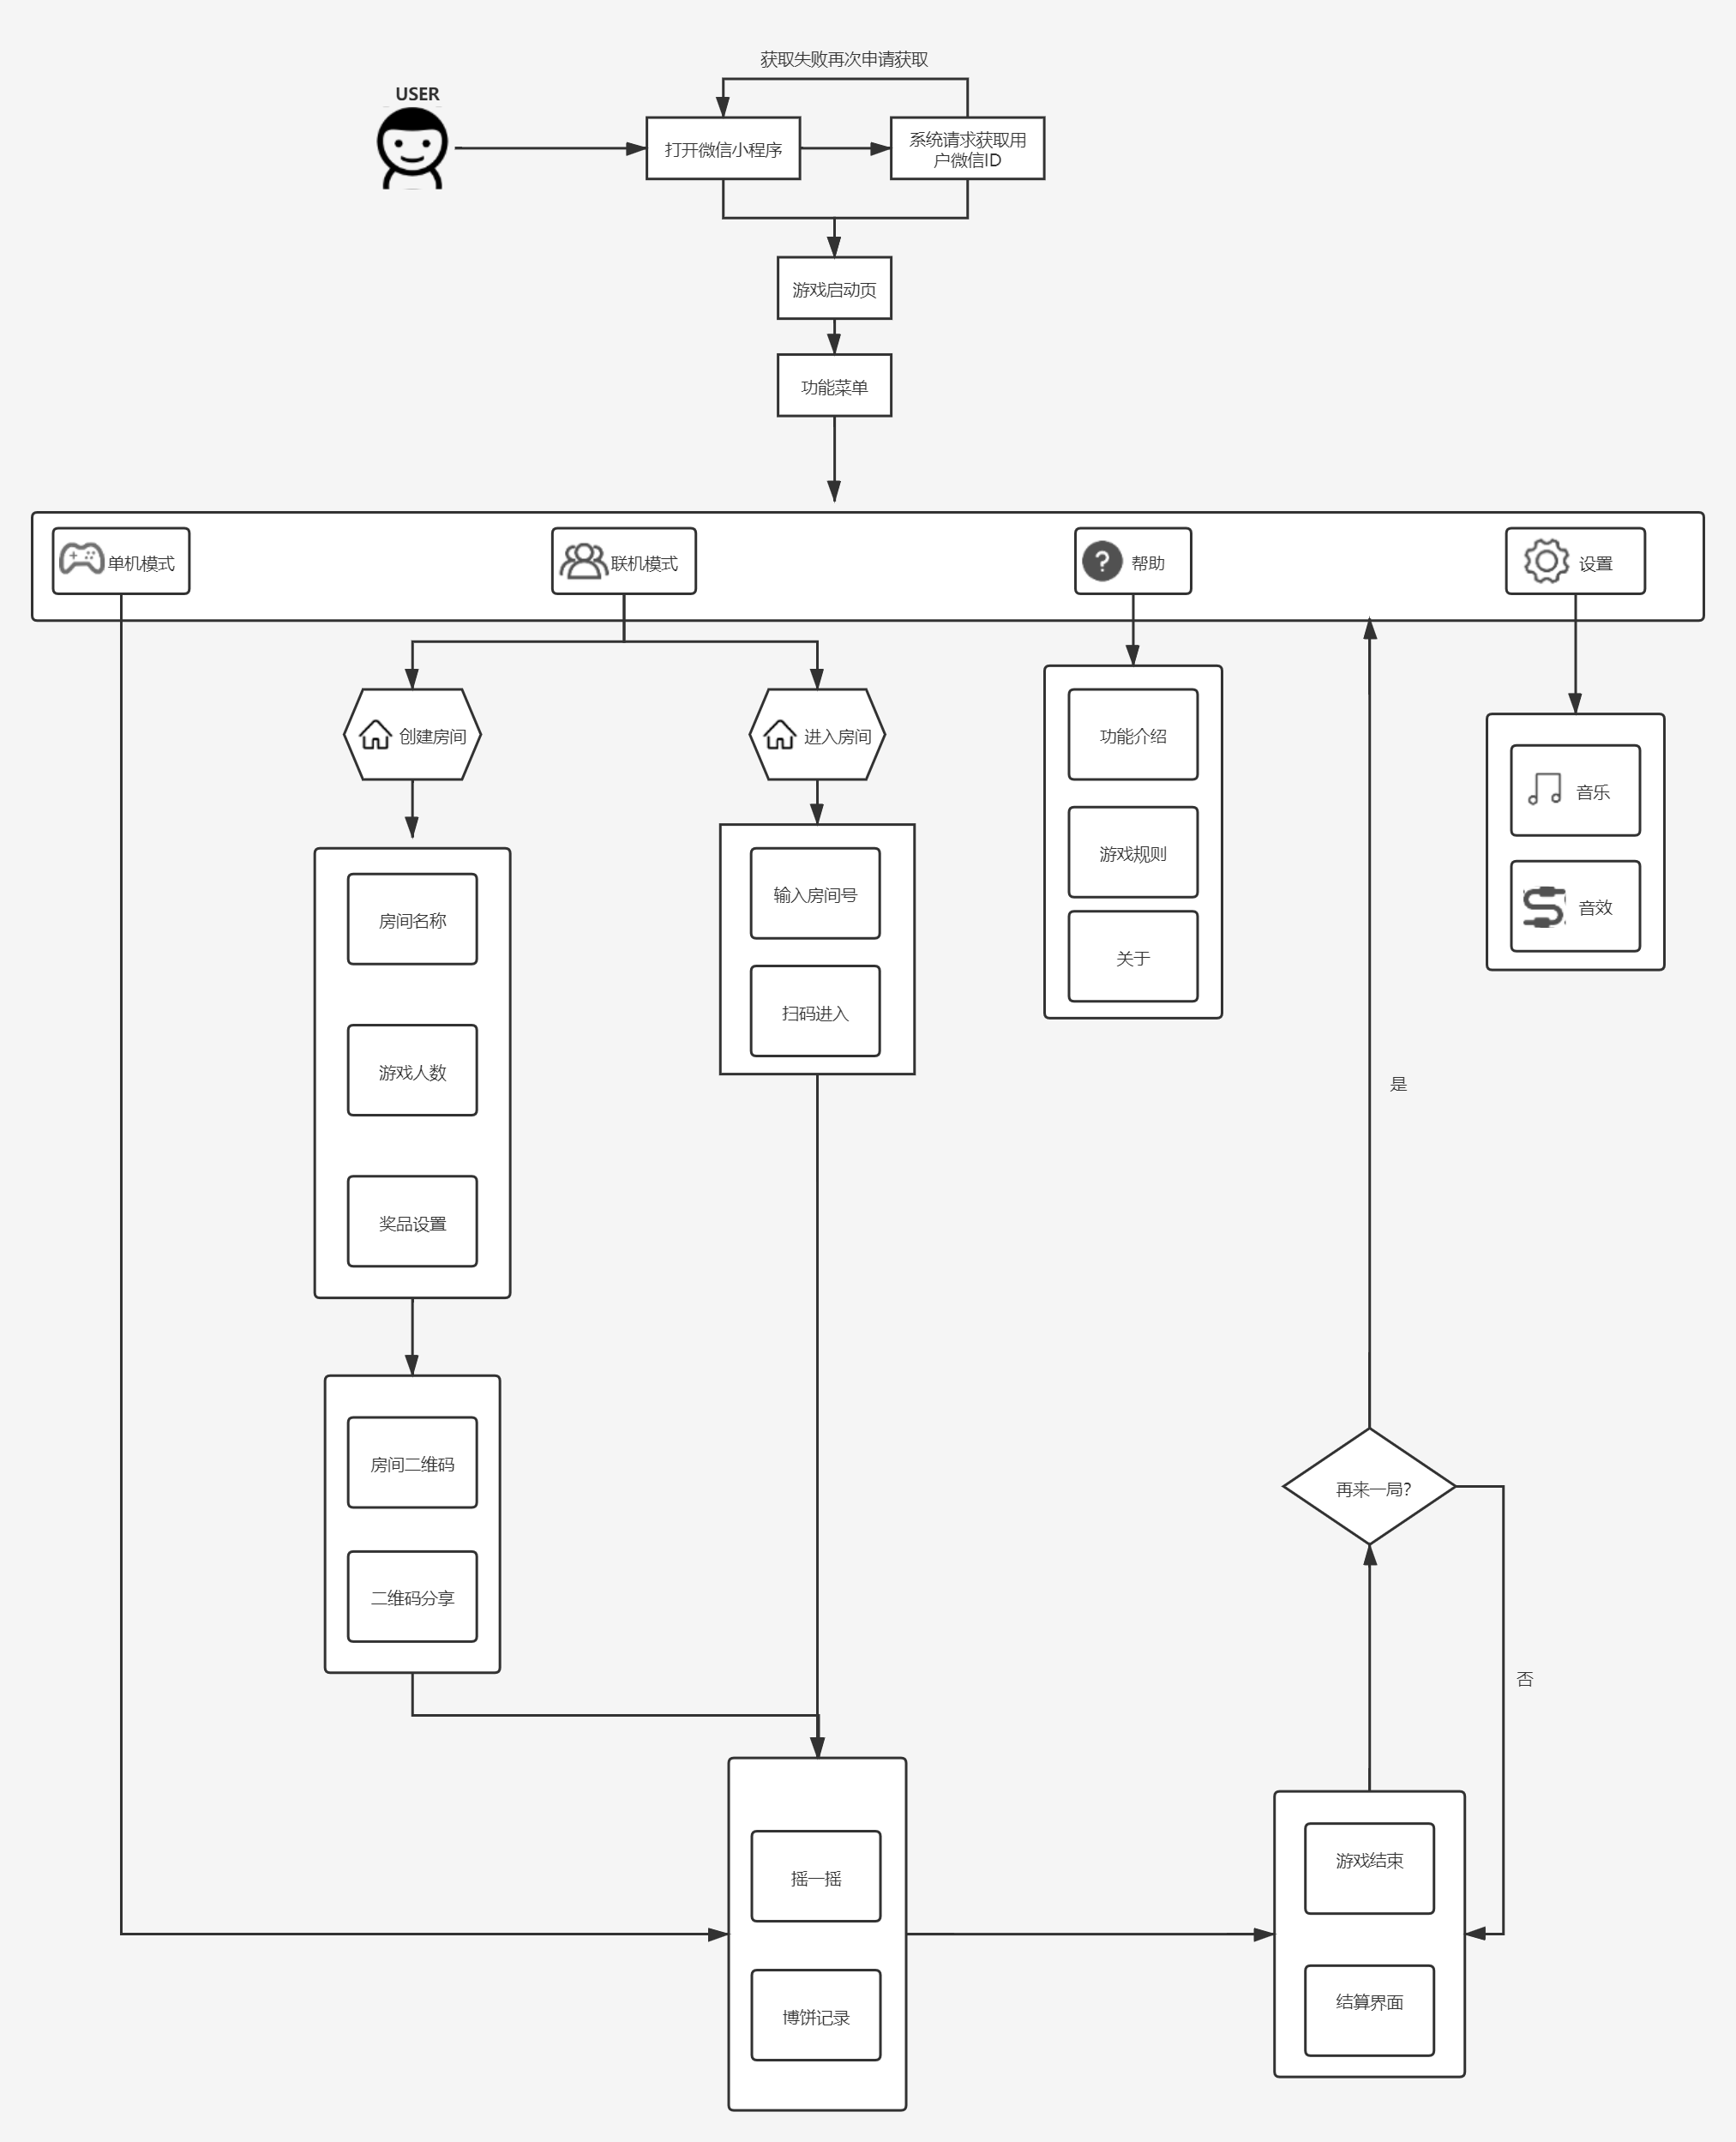 获取失败再次申请获取
USER
打开微信小程序
系统请求获取用
户微信ID
游戏启动页
功能菜单
单机模式
联机模式
帮助
设置
创建房间
进入房间
功能介绍
游戏规则
关于
音乐
音效
房间名称
游戏人数
奖品设置
输入房间号
扫码进入
是
房间二维码
二维码分享
再来一局?
否
摇一摇
博饼记录
游戏结束
结算界面